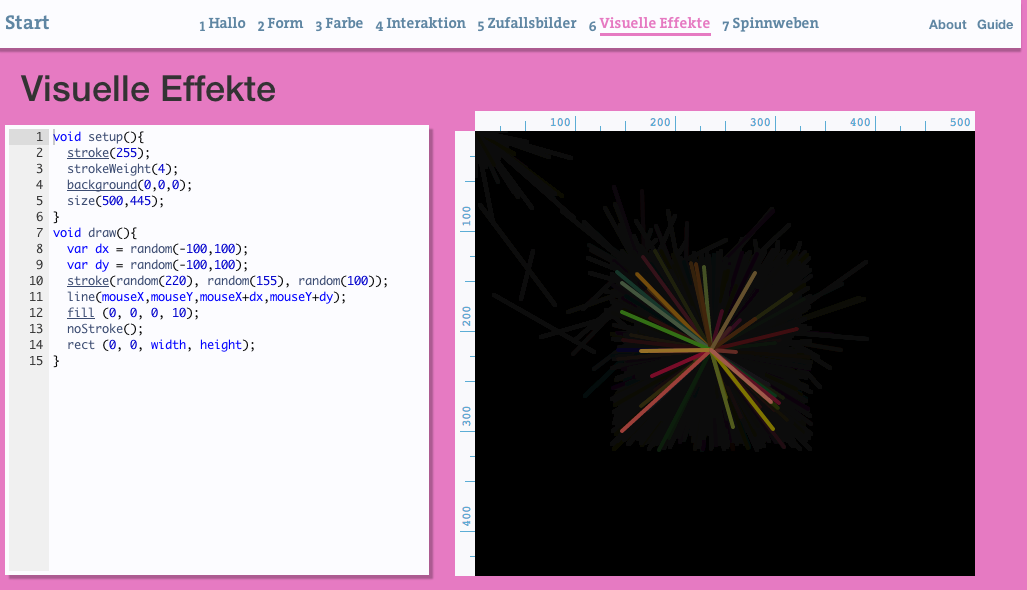 Start 1 Hallo 2 Form 3 Farbe 4 Interaktion 5 Zufallsbilder 6 Visuelle Effekte 7 Spinnweben About Guide
Visuelle Effekte
1 void setup(){
2 stroke(255);
3 strokeWeight(4);
4 background(0,0,0);
5 size(500,445);
6 }
7 void draw(){
8 var dx = random(-100,100);
9 var dy = random(-100,100);
10 stroke(random(220), random(155), random(100));
11 line(mouseX,mouseY,mouseX+dx,mouseY+dy);
12 fill (0, 0, 0, 10);
13 noStroke();
14 rect (0, 0, width, height);
15 }
100 200 300 400 500
100
200
300
400